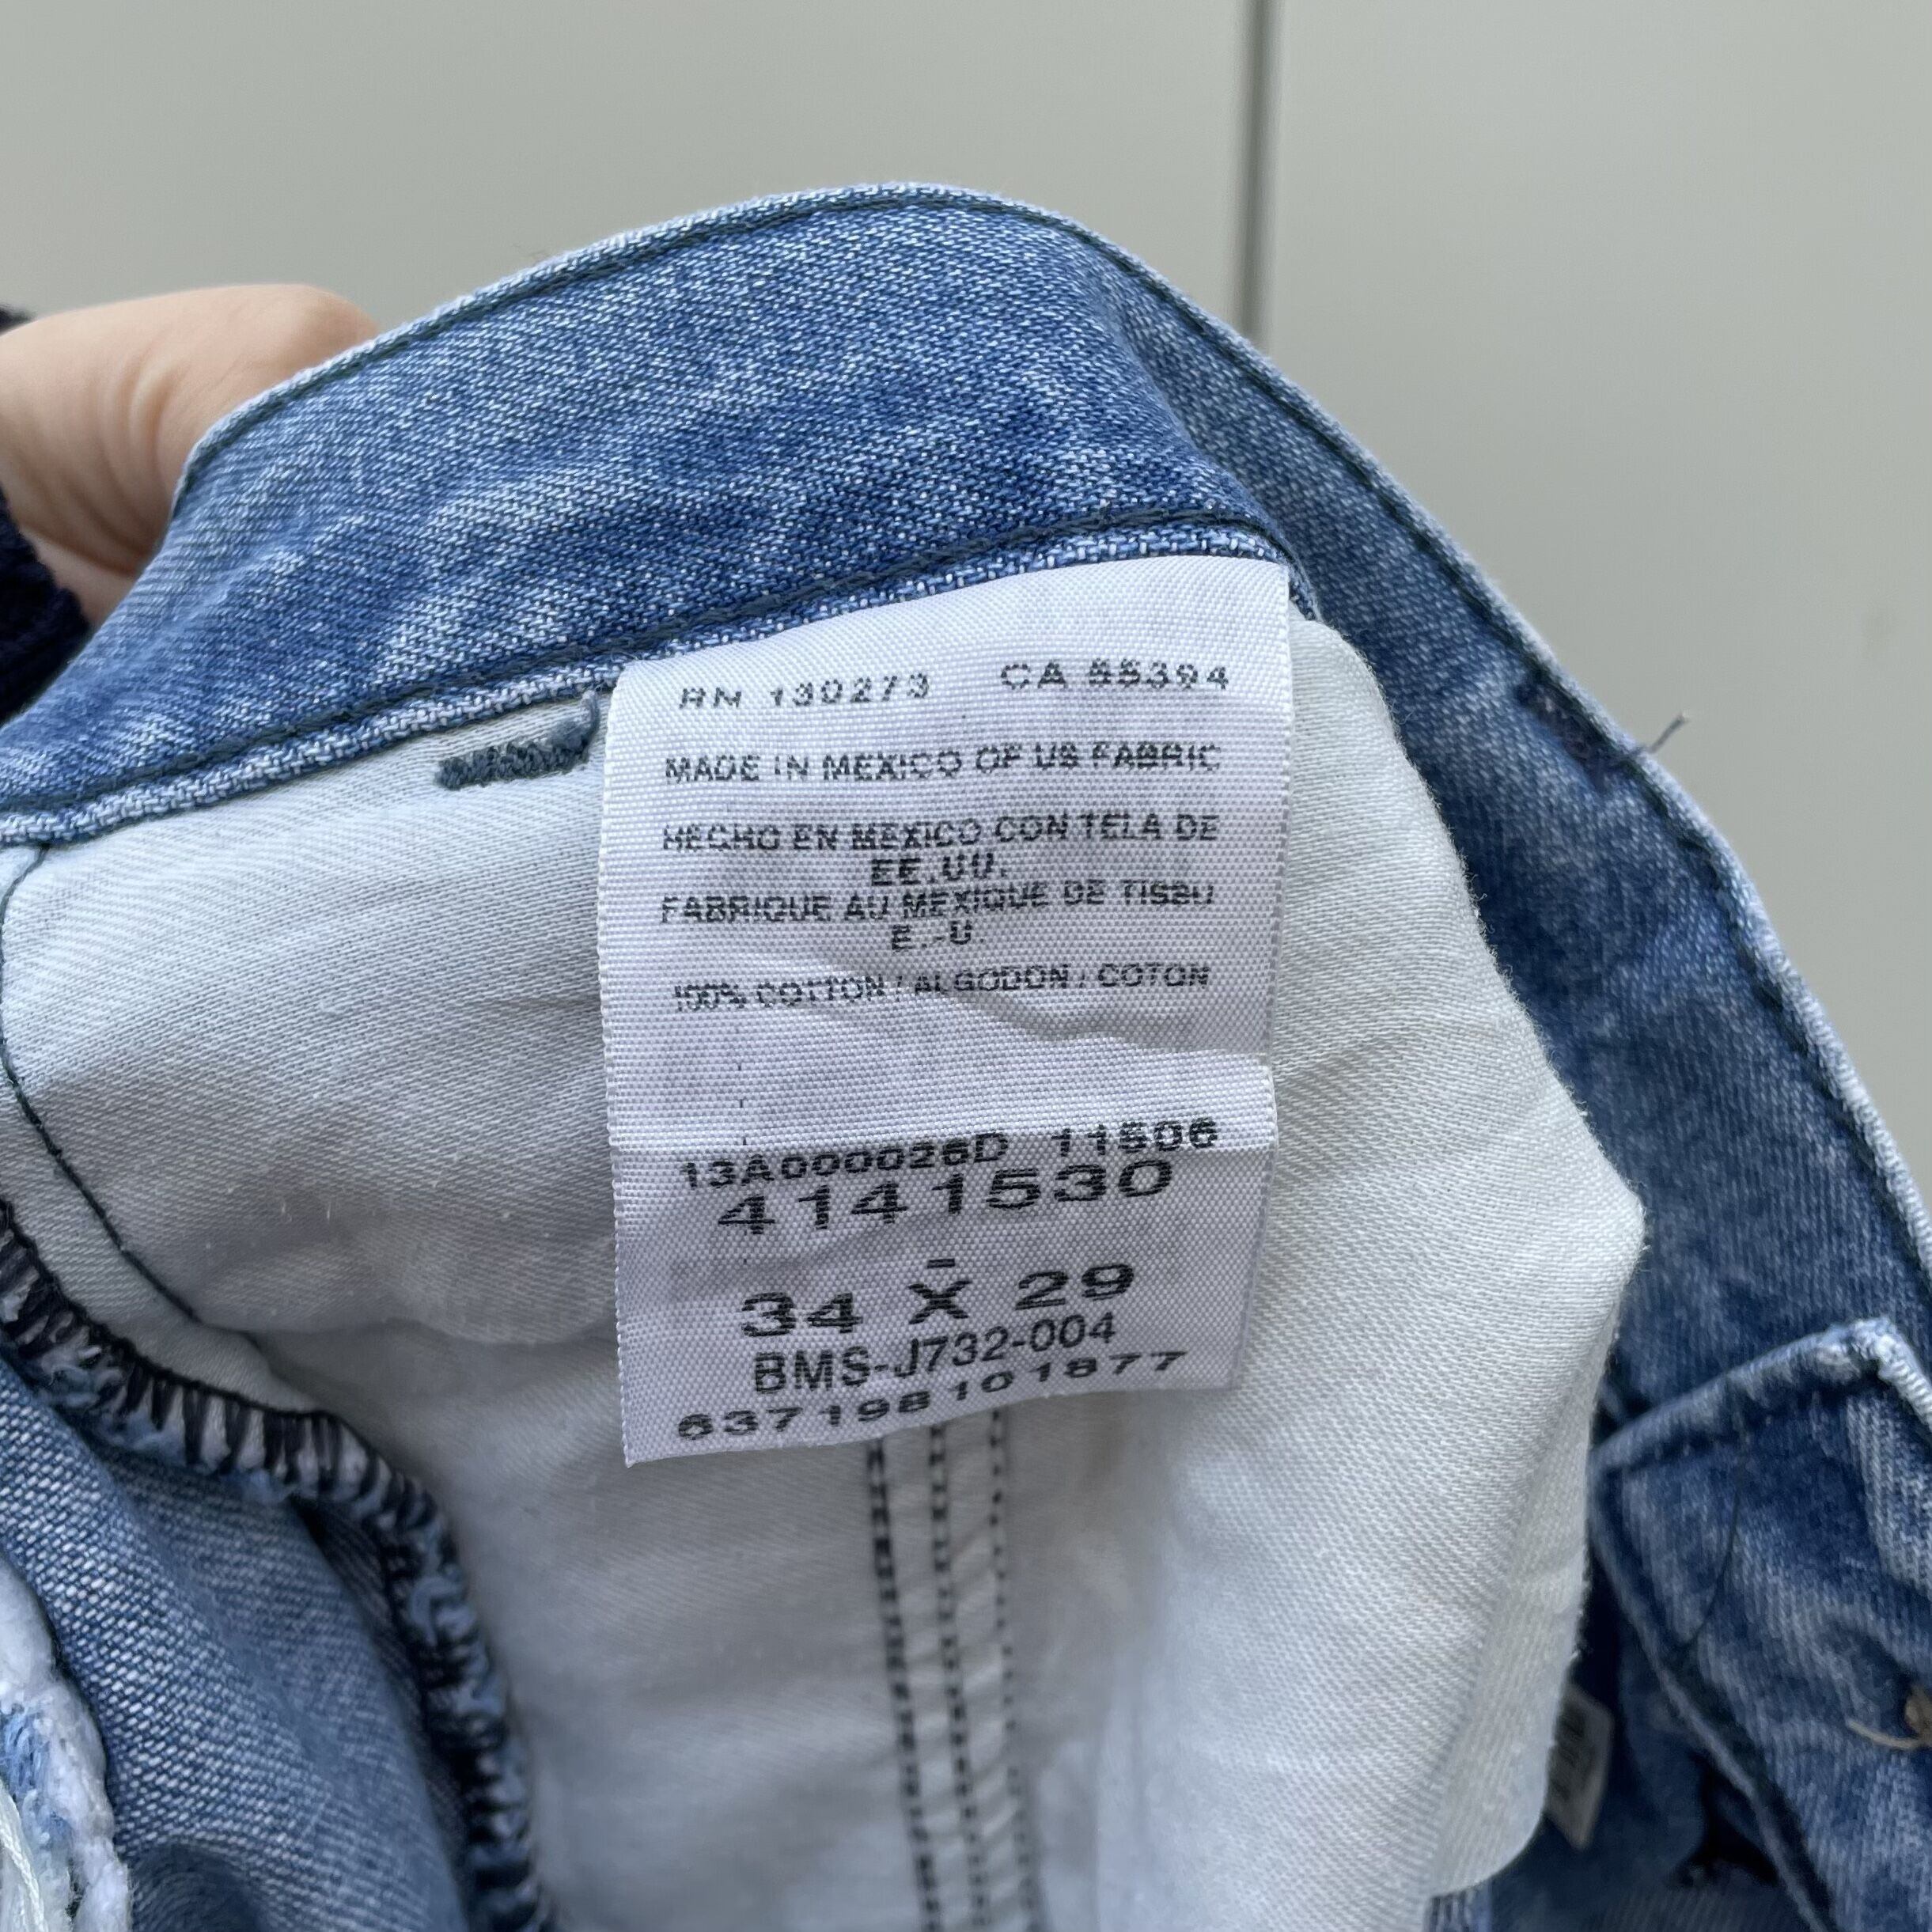 RN 130273 CA 55394
MADE IN MEXICO OF US FABRIC
HECHO EN MEXICO CON TELA DE
EE.UU.
FABRIQUE AU MEXIQUE DE TISSU
E.-U.
100% COTTON / ALGODON / COTON
13A000026D 11506
4141530
-
34 X 29
BMS-J732-004
637198101877